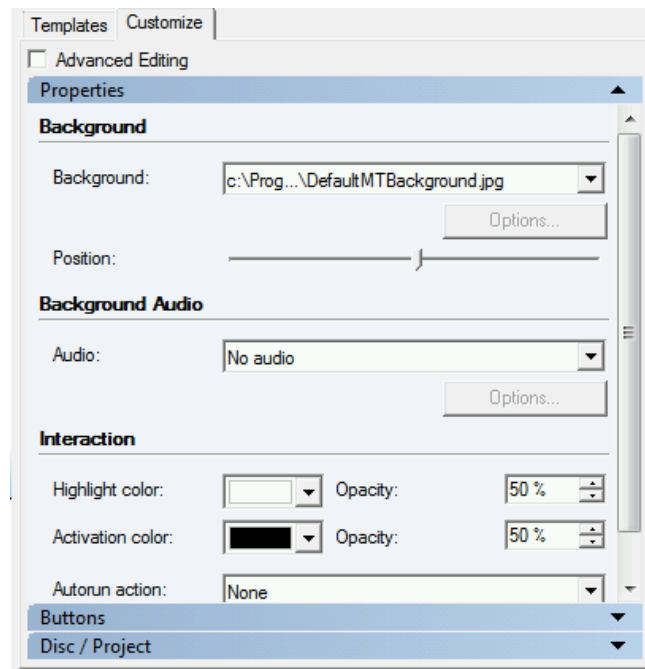 Templates Customize
Advanced Editing
Properties
Background
Background: c:\Prog...\DefaultMTBackground.jpg
Options...
Position:
Background Audio
Audio: No audio
Options...
Interaction
Highlight color: Opacity: 50 %
Activation color: Opacity: 50 %
Autorun action: None
Buttons
Disc / Project